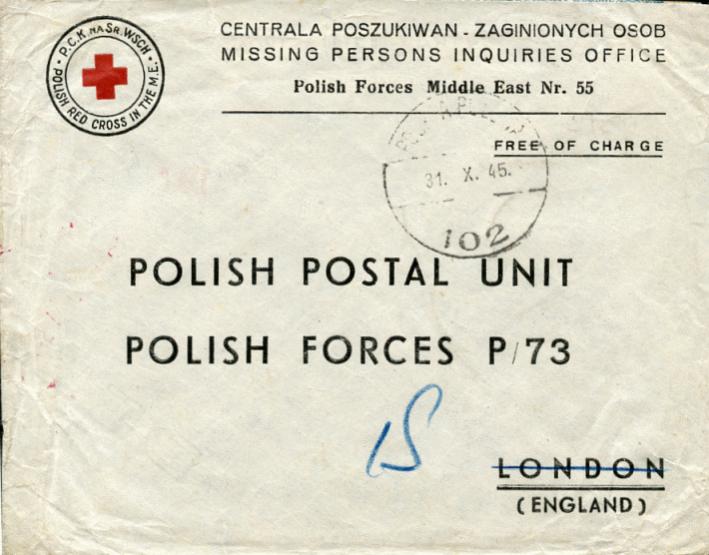 P.C.K. NA ŚR. WSCH.
POLISH RED CROSS IN THE M.E.
CENTRALA POSZUKIWAN - ZAGINIONYCH OSOB
MISSING PERSONS INQUIRIES OFFICE
Polish Forces Middle East Nr. 55
FREE OF CHARGE
31. X. 45.
102
POLISH POSTAL UNIT
POLISH FORCES P/73
LONDON
(ENGLAND)